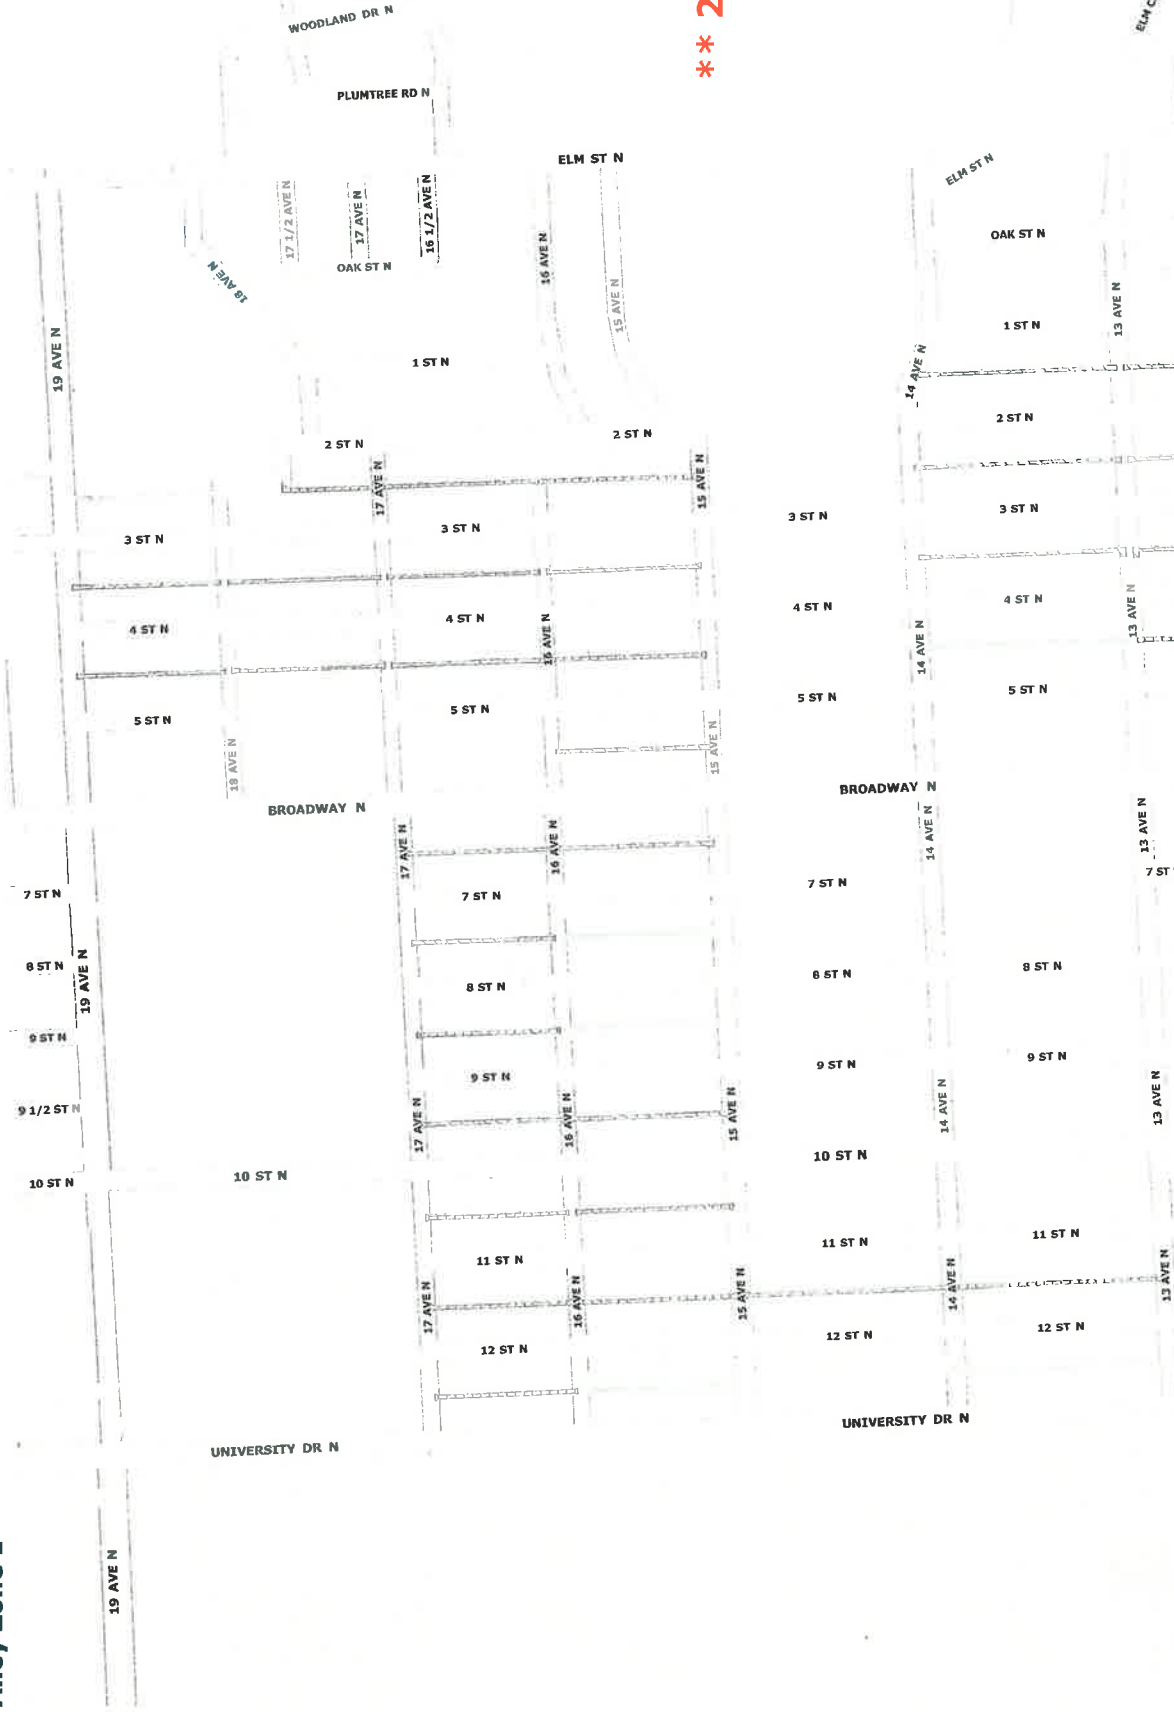 WOODLAND DR N
** 2
PLUMTREE RD N
ELM ST N
ELM ST N
19 AVE N
18 AVE N
17 1/2 AVE N
17 AVE N
16 1/2 AVE N
OAK ST N
16 AVE N
15 AVE N
OAK ST N
13 AVE N
1 ST N
1 ST N
14 AVE N
2 ST N
2 ST N
2 ST N
17 AVE N
15 AVE N
3 ST N
3 ST N
3 ST N
3 ST N
4 ST N
4 ST N
4 ST N
4 ST N
16 AVE N
14 AVE N
13 AVE N
5 ST N
5 ST N
5 ST N
5 ST N
18 AVE N
15 AVE N
BROADWAY N
BROADWAY N
17 AVE N
16 AVE N
14 AVE N
13 AVE N
7 ST N
7 ST N
7 ST N
7 ST
8 ST N
19 AVE N
8 ST N
8 ST N
8 ST N
9 ST N
9 ST N
9 ST N
9 ST N
9 1/2 ST N
17 AVE N
16 AVE N
15 AVE N
14 AVE N
13 AVE N
10 ST N
10 ST N
10 ST N
11 ST N
11 ST N
11 ST N
17 AVE N
16 AVE N
15 AVE N
14 AVE N
13 AVE N
12 ST N
12 ST N
12 ST N
UNIVERSITY DR N
UNIVERSITY DR N
19 AVE N